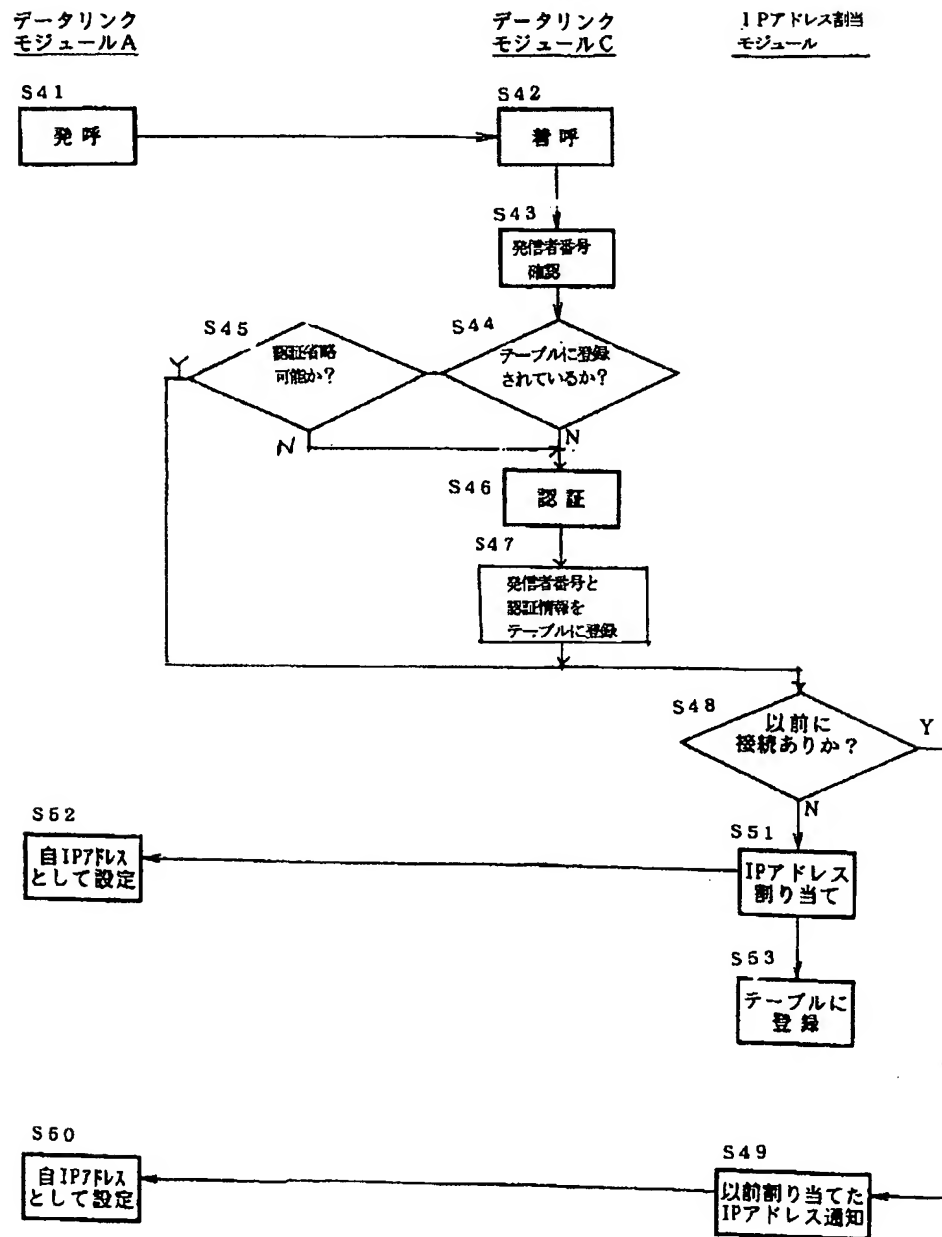 データリンク
モジュールA
データリンク
モジュールC
IPアドレス割当
モジュール
S41
発呼
S42
着呼
S43
発信者番号
確認
S45
認証省略
可能か？
S44
テーブルに登録
されているか？
Y
N
N
S46
認証
S47
発信者番号と
認証情報を
テーブルに登録
S48
以前に
接続ありか？
Y
N
S52
自IPアドレス
として設定
S51
IPアドレス
割り当て
S53
テーブルに
登録
S50
自IPアドレス
として設定
S49
以前割り当てた
IPアドレス通知